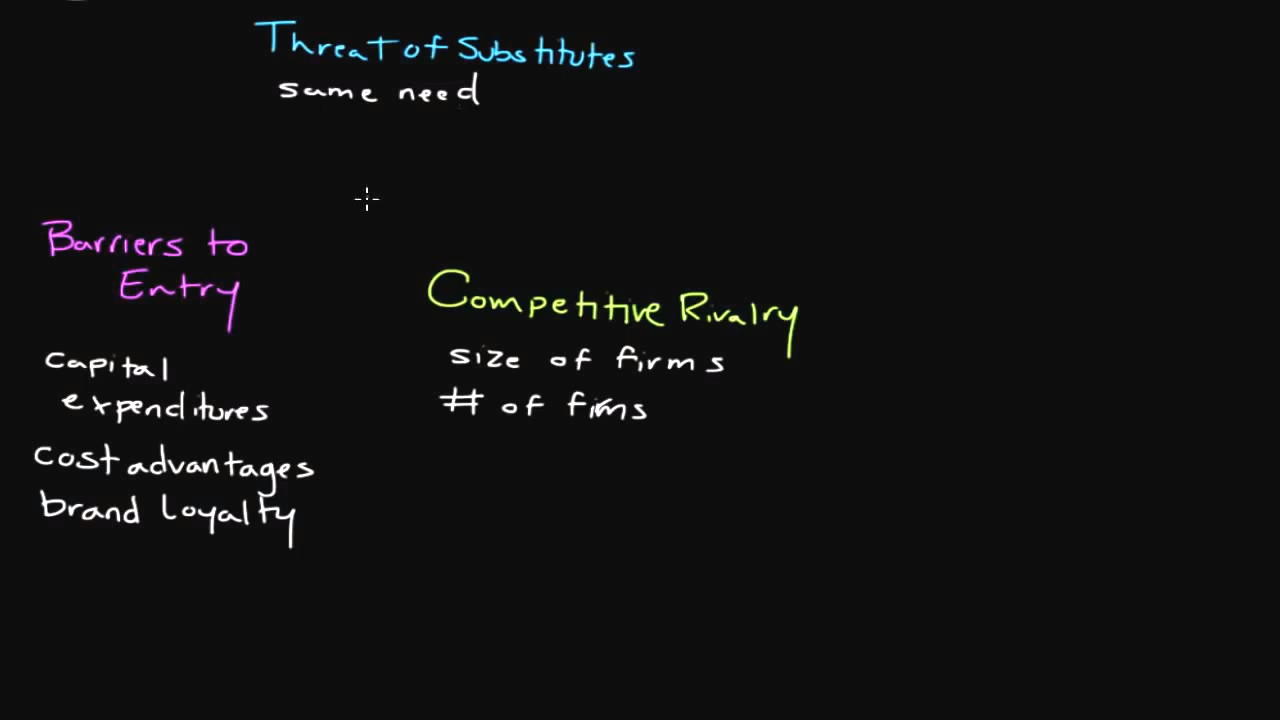 Threat of Substitutes
same need
Barriers to
Entry
capital
expenditures
cost advantages
brand loyalty
Competitive Rivalry
size of firms
# of firms